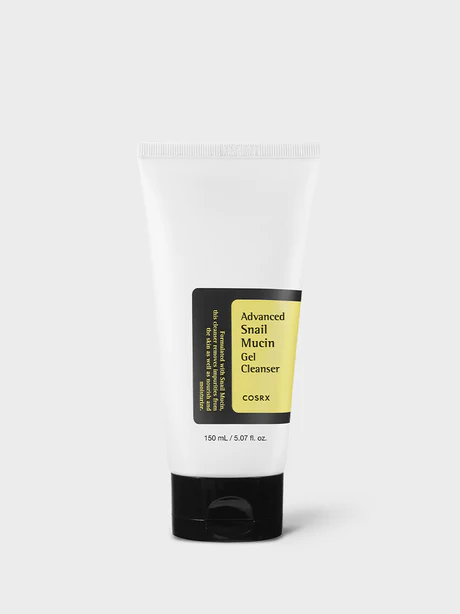 Advanced
Snail
Mucin
Gel
Cleanser
COSRX
Formulated with Snail Mucin,
this cleanser removes impurities from
the skin as well as nourish and
moisturize.
150 mL / 5.07 fl. oz.